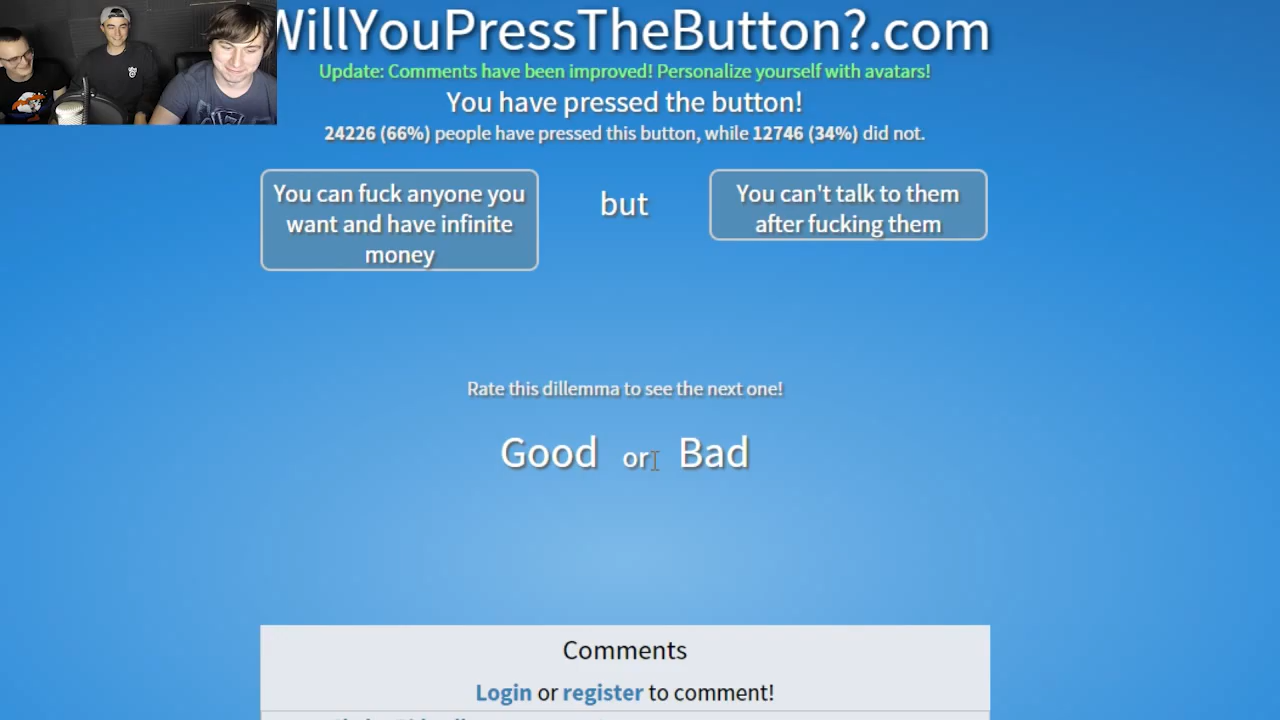 WillYouPressTheButton?.com
Update: Comments have been improved! Personalize yourself with avatars!
You have pressed the button!
24226 (66%) people have pressed this button, while 12746 (34%) did not.
You can fuck anyone you
want and have infinite
money
but
You can't talk to them
after fucking them
Rate this dillemma to see the next one!
Good or Bad
Comments
Login or register to comment!